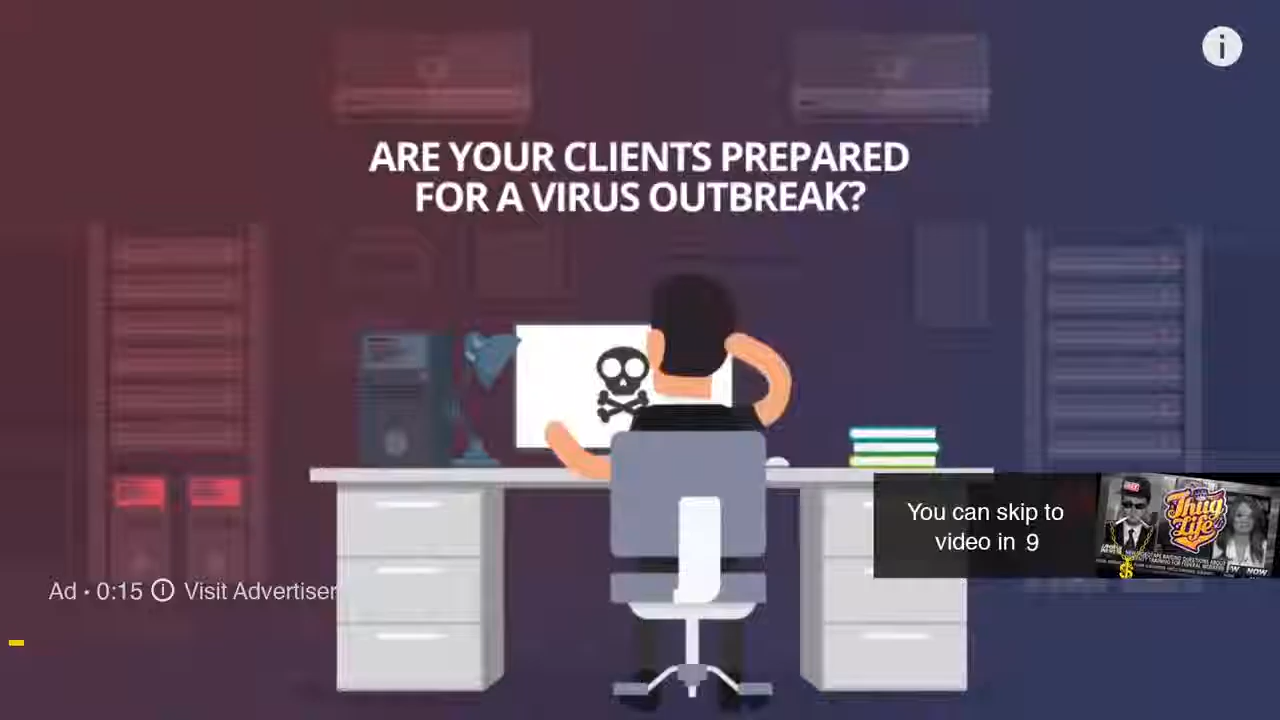 ARE YOUR CLIENTS PREPARED
FOR A VIRUS OUTBREAK?
You can skip to
video in 9
Thug
Life
NOW
Ad • 0:15 ⓘ Visit Advertiser